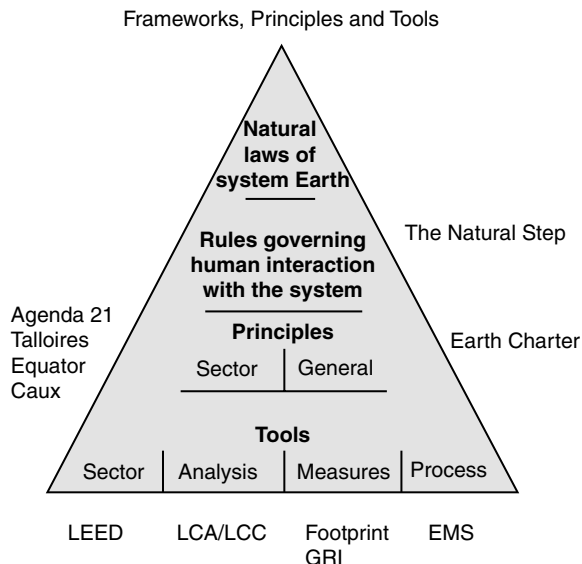 Frameworks, Principles and Tools
Natural
laws of
system Earth
The Natural Step
Rules governing
human interaction
with the system
Agenda 21
Talloires
Equator
Caux
Earth Charter
Principles
Sector General
Tools
Sector Analysis Measures Process
LEED LCA/LCC Footprint EMS
GRI